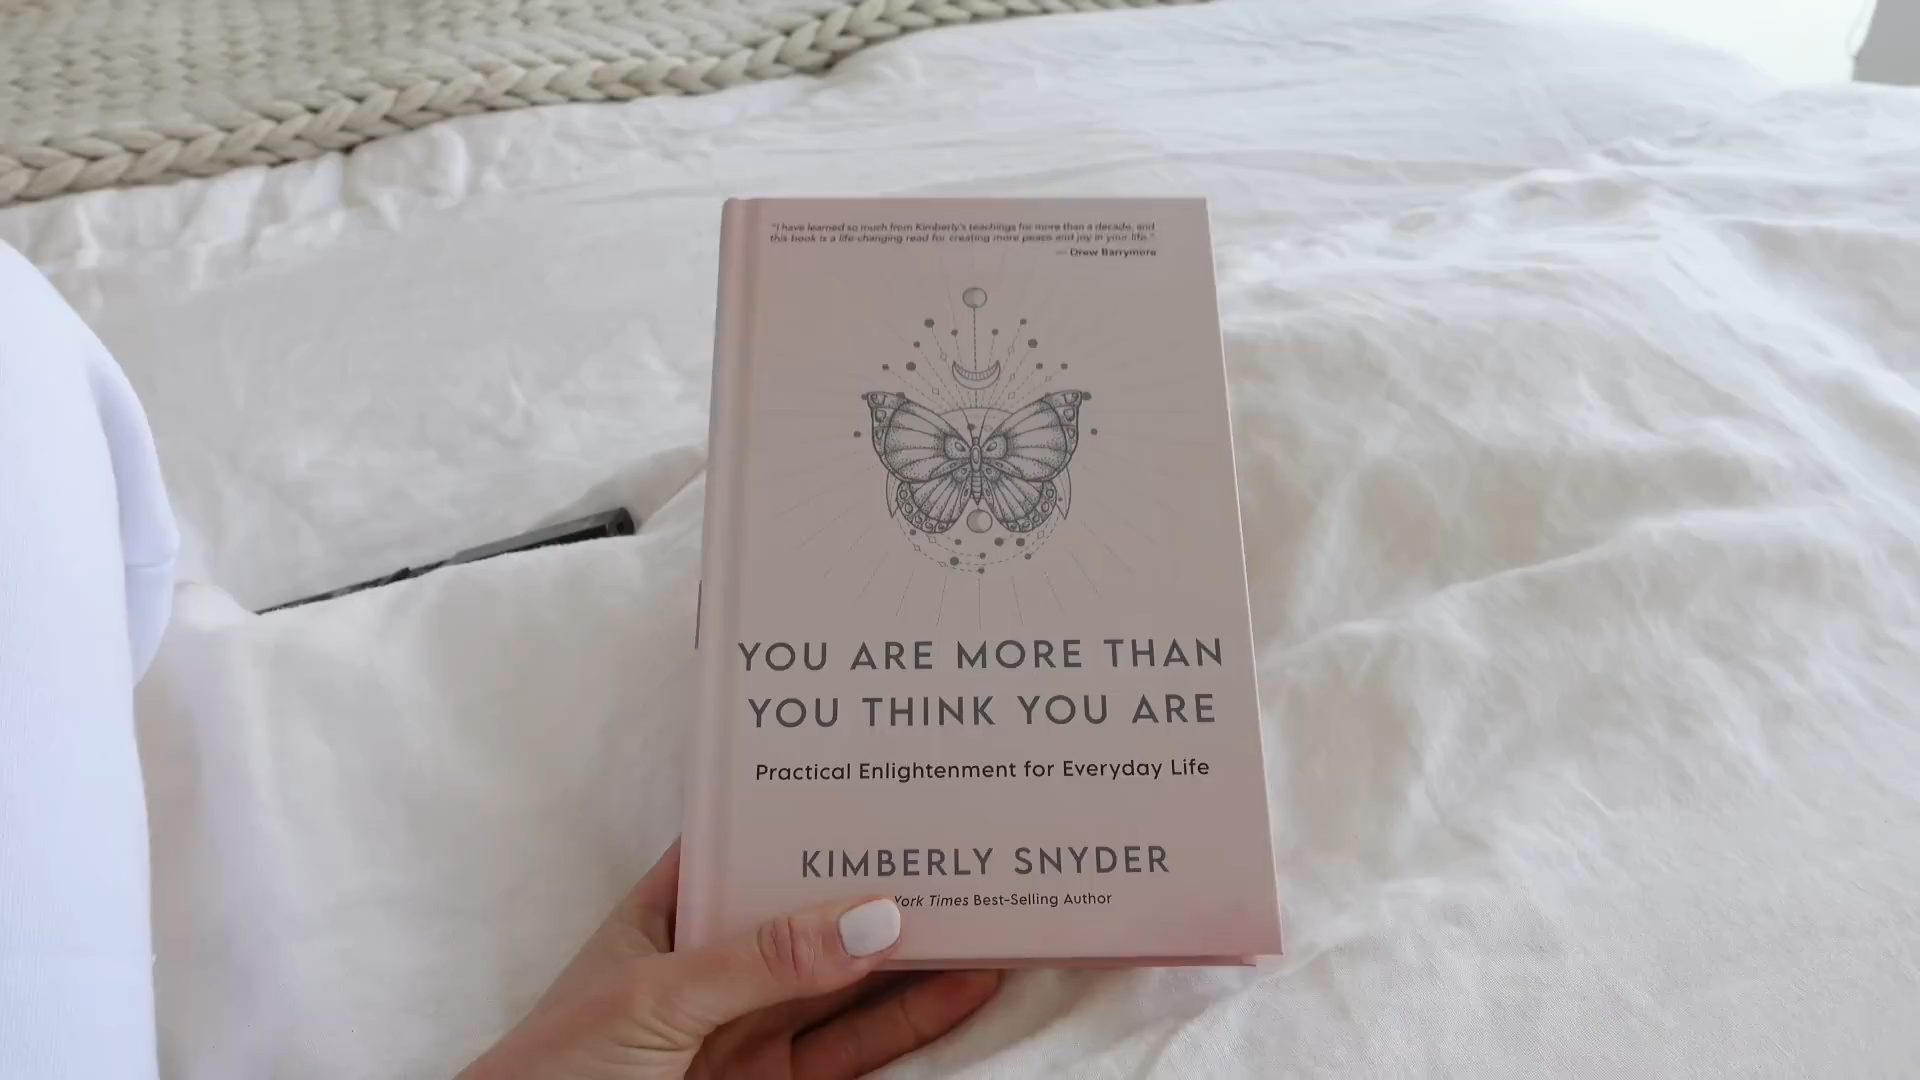 "I have learned so much from Kimberly's teachings for more than a decade, and
this book is a life-changing read for creating more peace and joy in your life."
— Drew Barrymore
YOU ARE MORE THAN
YOU THINK YOU ARE
Practical Enlightenment for Everyday Life
KIMBERLY SNYDER
York Times Best-Selling Author